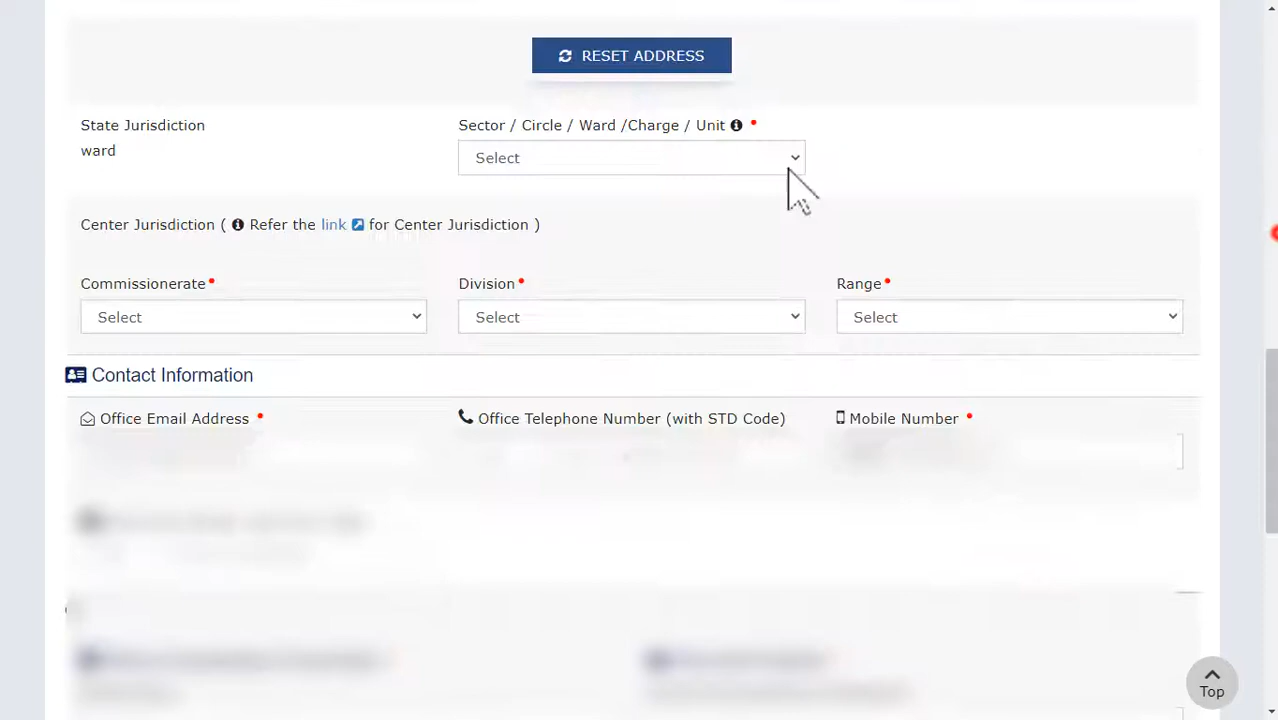 RESET ADDRESS
State Jurisdiction
ward
Sector / Circle / Ward /Charge / Unit
Select
Center Jurisdiction ( Refer the link for Center Jurisdiction )
Commissionerate
Division
Range
Select
Select
Select
Contact Information
Office Email Address
Office Telephone Number (with STD Code)
Mobile Number
Top